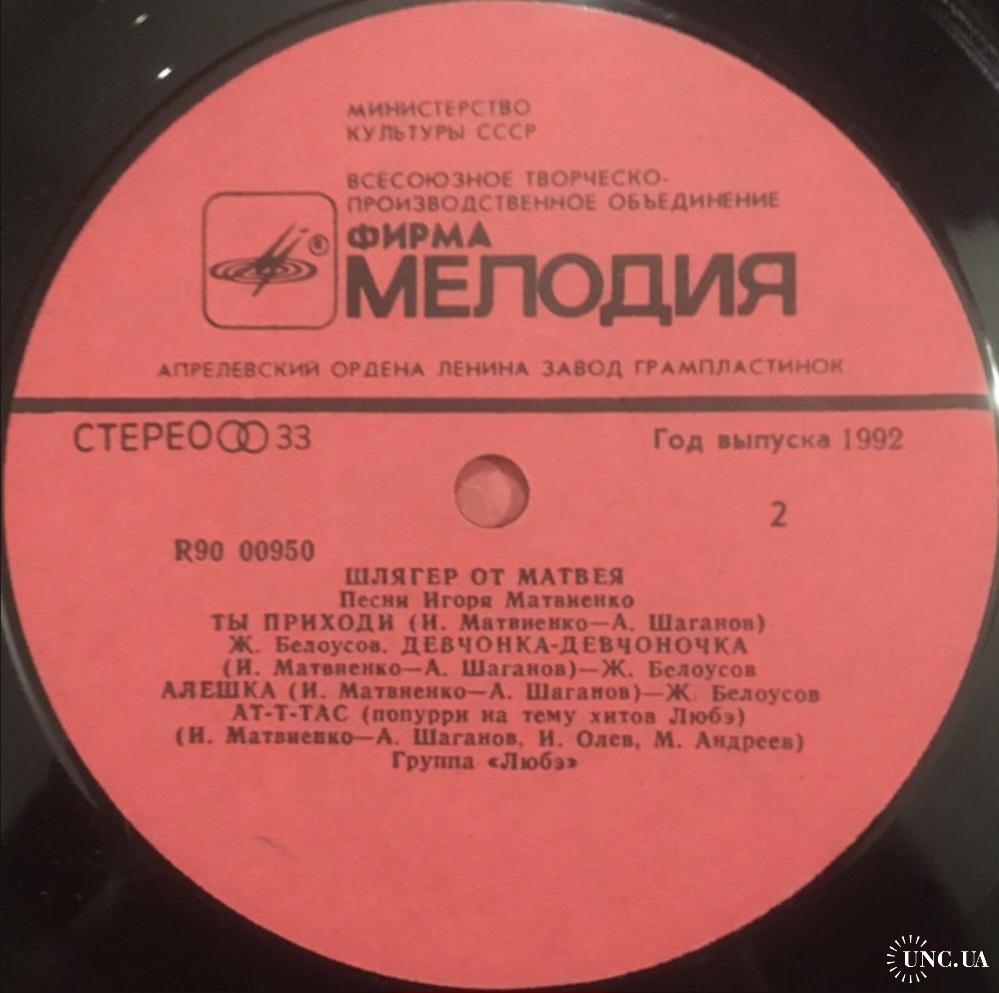 МИНИСТЕРСТВО
КУЛЬТУРЫ СССР
ВСЕСОЮЗНОЕ ТВОРЧЕСКО-
ПРОИЗВОДСТВЕННОЕ ОБЪЕДИНЕНИЕ
®
ФИРМА
МЕЛОДИЯ
АПРЕЛЕВСКИЙ ОРДЕНА ЛЕНИНА ЗАВОД ГРАМПЛАСТИНОК
СТЕРЕО 33
Год выпуска 1992
2
R90 00950
ШЛЯГЕР ОТ МАТВЕЯ
Песни Игоря Матвиенко
ТЫ ПРИХОДИ (И. Матвиенко—А. Шаганов)
Ж. Белоусов. ДЕВЧОНКА-ДЕВЧОНОЧКА
(И. Матвиенко—А. Шаганов)—Ж. Белоусов
АЛЕШКА (И. Матвиенко—А. Шаганов)—Ж. Белоусов
АТ-Т-ТАС (попурри на тему хитов Любэ)
(И. Матвиенко—А. Шаганов, И. Олев, М. Андреев)
Группа «Любэ»
UNC.UA